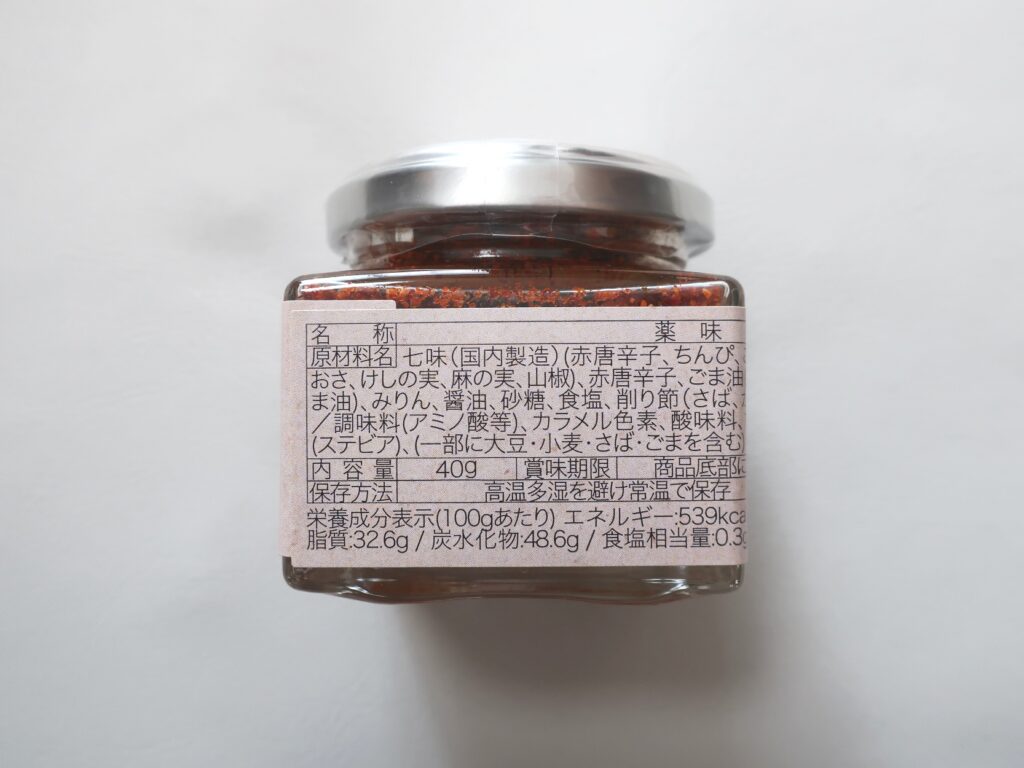 名 称 薬 味
原材料名 七味(国内製造)(赤唐辛子、ちんぴ、
おさ、けしの実、麻の実、山椒)、赤唐辛子、ごま油
ま油)、みりん、醤油、砂糖、食塩、削り節(さば、
/調味料(アミノ酸等)、カラメル色素、酸味料、
(ステビア)、(一部に大豆・小麦・さば・ごまを含む)
内 容 量 40g 賞味期限 商品底部に
保存方法 高温多湿を避け常温で保存
栄養成分表示(100gあたり) エネルギー:539kca
脂質:32.6g / 炭水化物:48.6g / 食塩相当量:0.3g